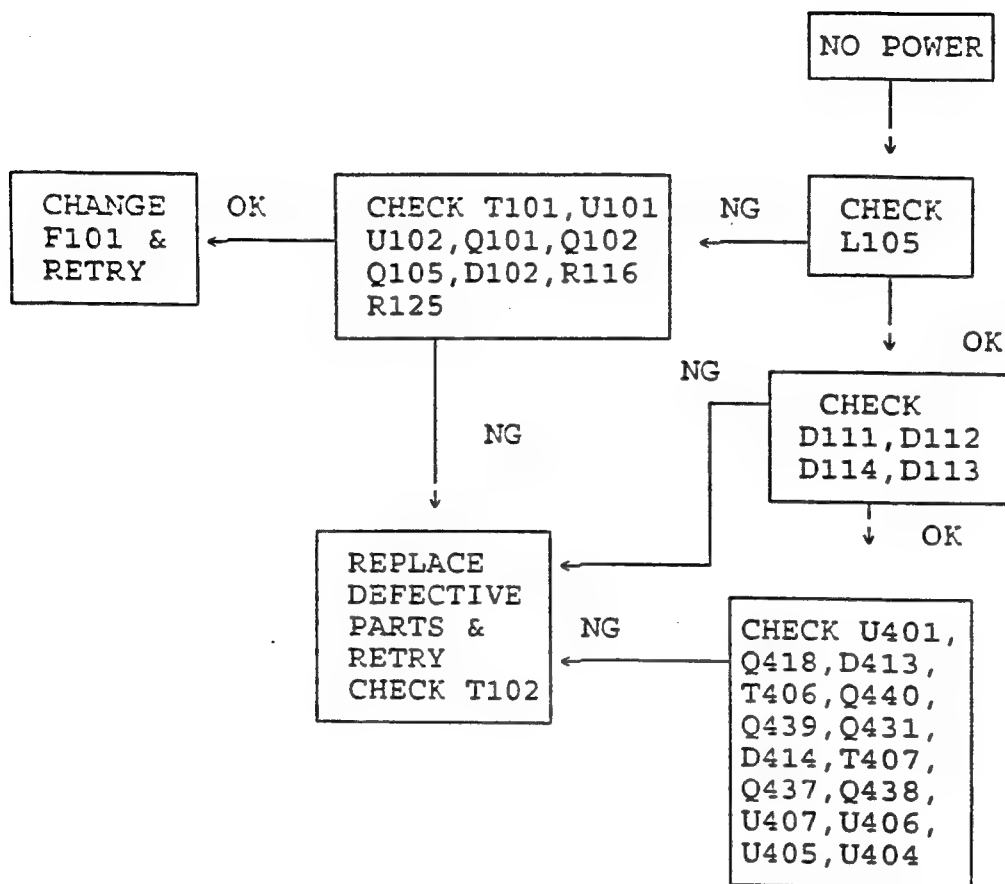 NO POWER
CHANGE
F101 &
RETRY
OK
CHECK T101,U101
U102,Q101,Q102
Q105,D102,R116
R125
NG
CHECK
L105
OK
NG
CHECK
D111,D112
D114,D113
NG
OK
REPLACE
DEFECTIVE
PARTS &
RETRY
CHECK T102
NG
CHECK U401,
Q418,D413,
T406,Q440,
Q439,Q431,
D414,T407,
Q437,Q438,
U407,U406,
U405,U404